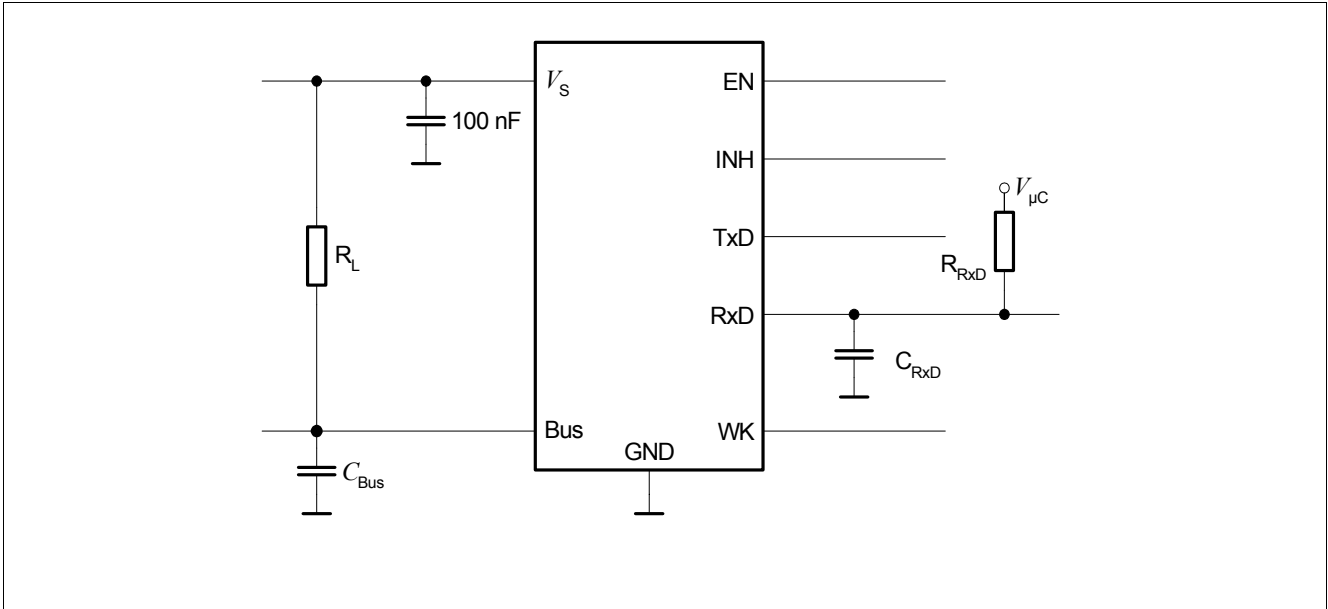 V_S
EN
100 nF
INH
V_µC
TxD
R_L
R_RxD
RxD
C_RxD
Bus
WK
GND
C_Bus